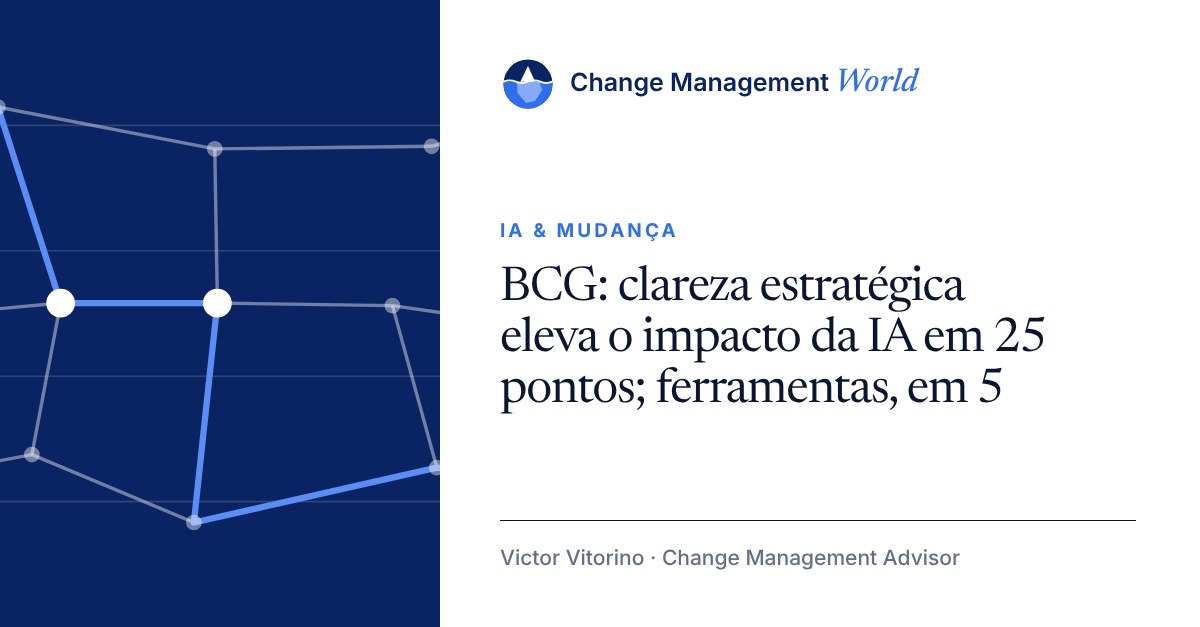 Change Management World
IA & MUDANÇA
BCG: clareza estratégica
eleva o impacto da IA em 25
pontos; ferramentas, em 5
Victor Vitorino · Change Management Advisor